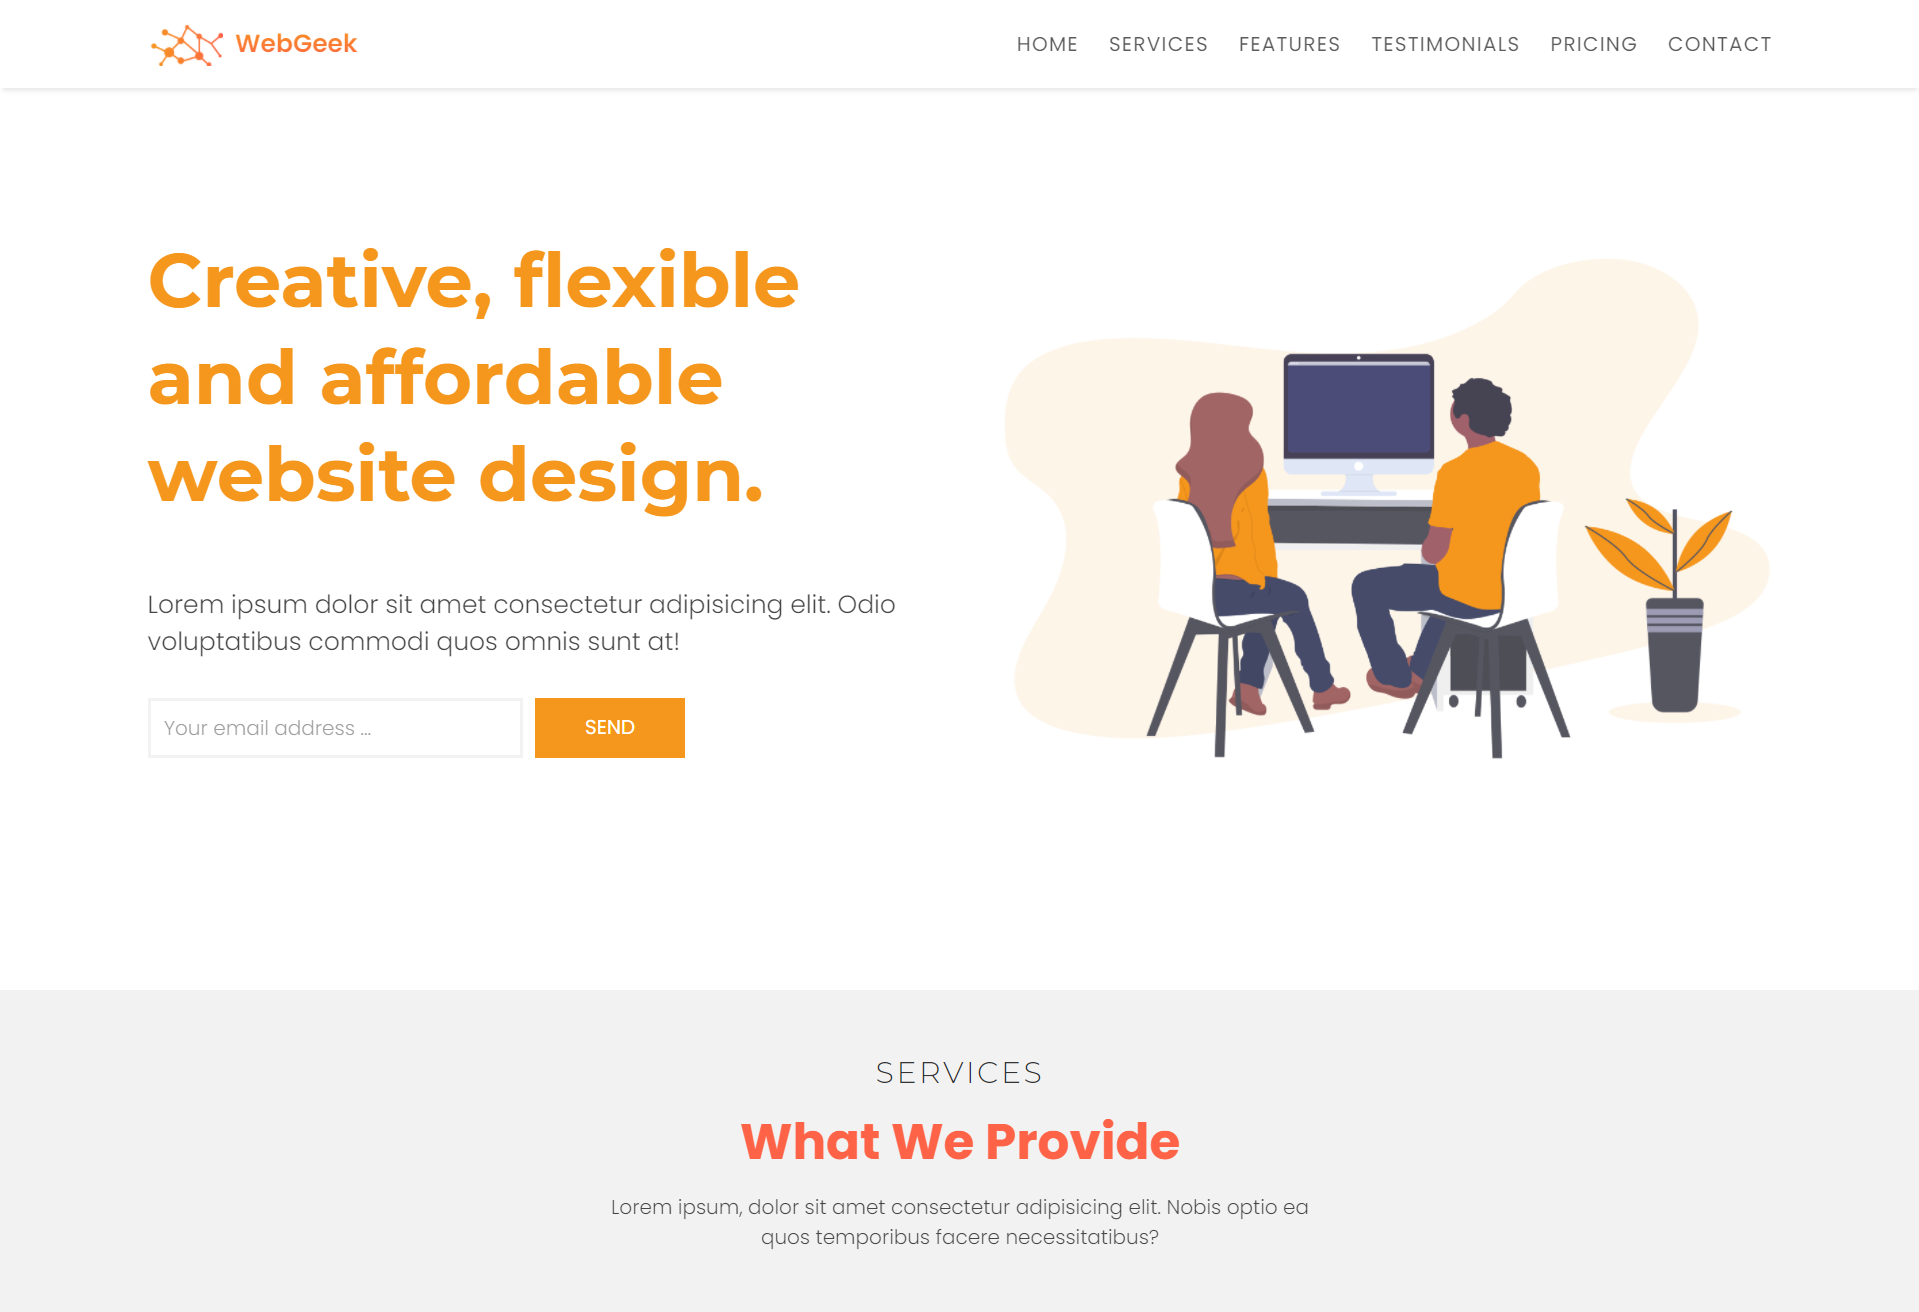 WebGeek
HOME SERVICES FEATURES TESTIMONIALS PRICING CONTACT
Creative, flexible
and affordable
website design.
Lorem ipsum dolor sit amet consectetur adipisicing elit. Odio
voluptatibus commodi quos omnis sunt at!
Your email address ...
SEND
SERVICES
What We Provide
Lorem ipsum, dolor sit amet consectetur adipisicing elit. Nobis optio ea
quos temporibus facere necessitatibus?